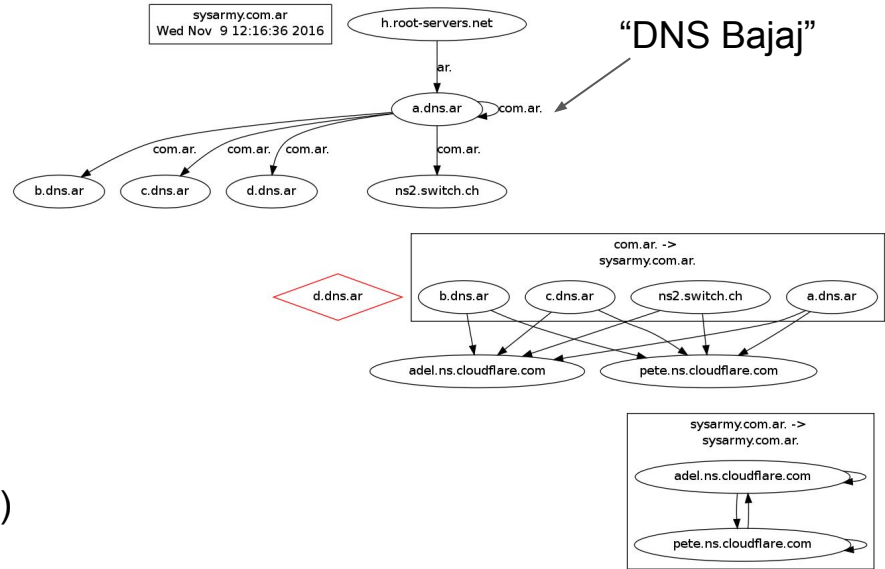 sysarmy.com.ar
Wed Nov 9 12:16:36 2016
h.root-servers.net
“DNS Bajaj”
ar.
a.dns.ar
com.ar.
com.ar.
com.ar.
com.ar.
com.ar.
b.dns.ar
c.dns.ar
d.dns.ar
ns2.switch.ch
com.ar. ->
sysarmy.com.ar.
d.dns.ar
b.dns.ar
c.dns.ar
ns2.switch.ch
a.dns.ar
adel.ns.cloudflare.com
pete.ns.cloudflare.com
sysarmy.com.ar. ->
sysarmy.com.ar.
adel.ns.cloudflare.com
)
pete.ns.cloudflare.com